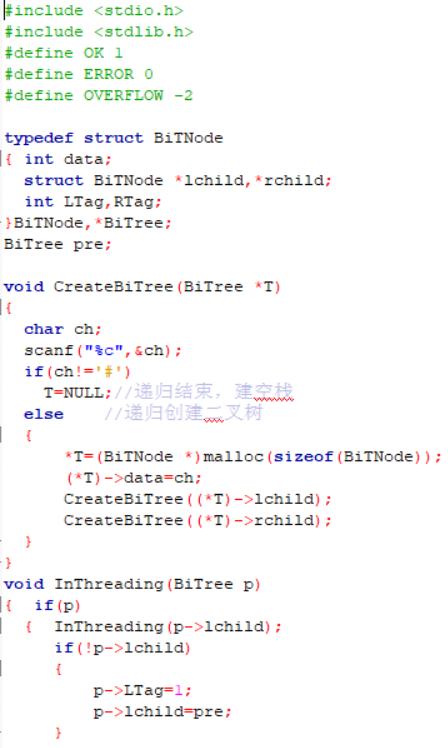 #include <stdio.h>
#include <stdlib.h>
#define OK 1
#define ERROR 0
#define OVERFLOW -2
typedef struct BiTNode
{ int data;
struct BiTNode *lchild,*rchild;
int LTag,RTag;
}BiTNode,*BiTree;
BiTree pre;
void CreateBiTree(BiTree *T)
{
char ch;
scanf("%c",&ch);
if(ch!='#')
T=NULL;//递归结束，建空栈
else //递归创建二叉树
{
*T=(BiTNode *)malloc(sizeof(BiTNode));
(*T)->data=ch;
CreateBiTree((*T)->lchild);
CreateBiTree((*T)->rchild);
}
}
void InThreading(BiTree p)
{ if(p)
{ InThreading(p->lchild);
if(!p->lchild)
{
p->LTag=1;
p->lchild=pre;
}